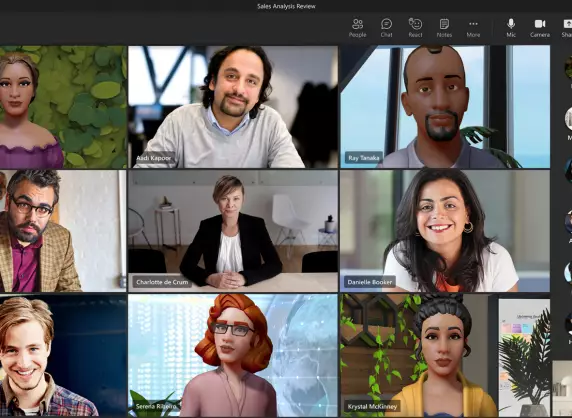 Sales Analysis Review
People Chat React Notes More Mic Camera
Aadi Kapoor
Ray Tanaka
Charlotte de Crum
Danielle Booker
Serena Ribeiro
Krystal McKinney